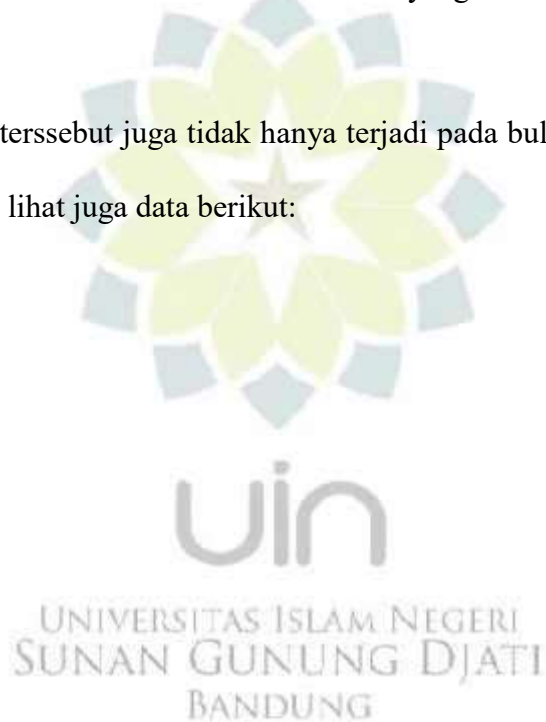 terssebut juga tidak hanya terjadi pada bul
lihat juga data berikut:
uin
UNIVERSITAS ISLAM NEGERI
SUNAN GUNUNG DJATI
BANDUNG